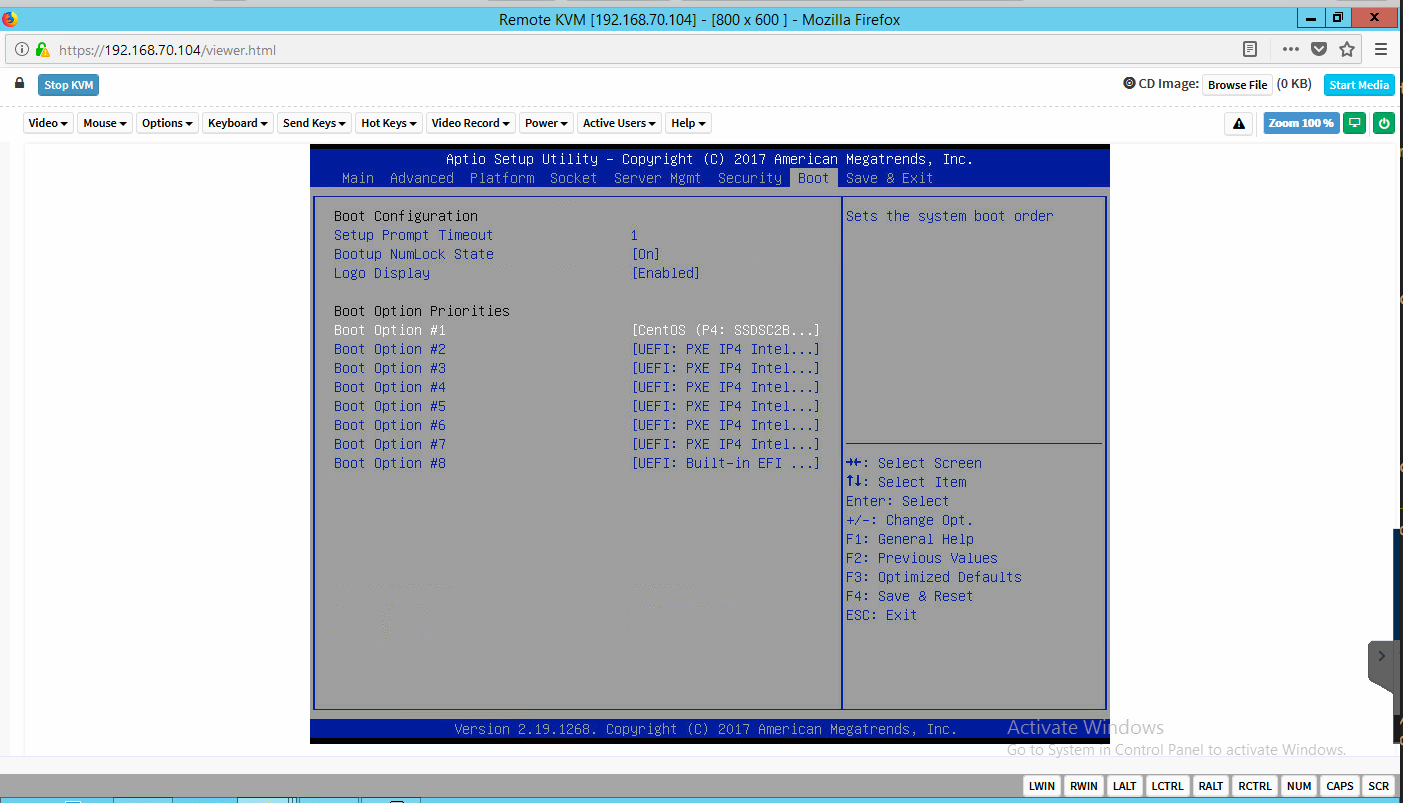 Remote KVM [192.168.70.104] - [800 x 600 ] - Mozilla Firefox
https://192.168.70.104/viewer.html
Stop KVM
CD Image: Browse File (0 KB) Start Media
Video Mouse Options Keyboard Send Keys Hot Keys Video Record Power Active Users Help Zoom 100 %
Aptio Setup Utility - Copyright (C) 2017 American Megatrends, Inc.
Main Advanced Platform Socket Server Mgmt Security Boot Save & Exit
Boot Configuration
Setup Prompt Timeout 1
Bootup NumLock State [On]
Logo Display [Enabled]
Boot Option Priorities
Boot Option #1 [CentOS (P4: SSDSC2B...]
Boot Option #2 [UEFI: PXE IP4 Intel...]
Boot Option #3 [UEFI: PXE IP4 Intel...]
Boot Option #4 [UEFI: PXE IP4 Intel...]
Boot Option #5 [UEFI: PXE IP4 Intel...]
Boot Option #6 [UEFI: PXE IP4 Intel...]
Boot Option #7 [UEFI: PXE IP4 Intel...]
Boot Option #8 [UEFI: Built-in EFI ...]
Sets the system boot order
→←: Select Screen
↑↓: Select Item
Enter: Select
+/-: Change Opt.
F1: General Help
F2: Previous Values
F3: Optimized Defaults
F4: Save & Reset
ESC: Exit
Version 2.19.1268. Copyright (C) 2017 American Megatrends, Inc.
Activate Windows
Go to System in Control Panel to activate Windows.
LWIN RWIN LALT LCTRL RALT RCTRL NUM CAPS SCR